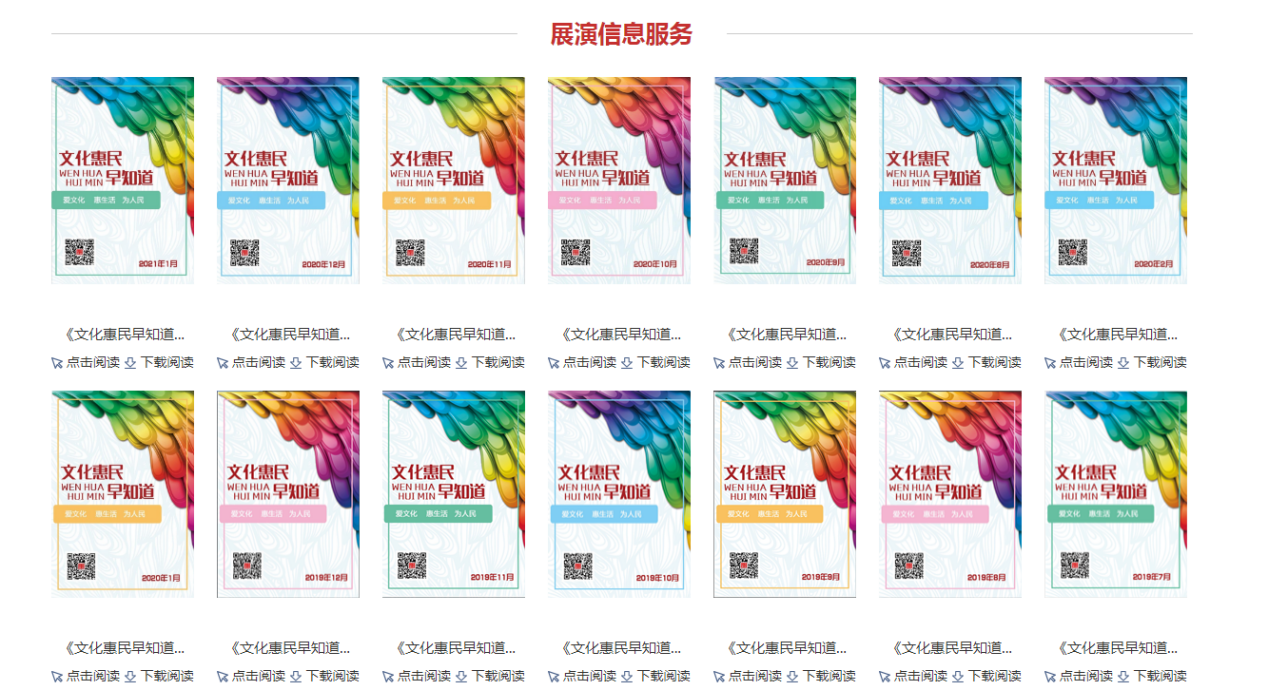 展演信息服务
文化惠民
WEN HUA
HUI MIN 早知道
爱文化 惠生活 为人民
2021年1月
文化惠民
WEN HUA
HUI MIN 早知道
爱文化 惠生活 为人民
2020年12月
文化惠民
WEN HUA
HUI MIN 早知道
爱文化 惠生活 为人民
2020年11月
文化惠民
WEN HUA
HUI MIN 早知道
爱文化 惠生活 为人民
2020年10月
文化惠民
WEN HUA
HUI MIN 早知道
爱文化 惠生活 为人民
2020年9月
文化惠民
WEN HUA
HUI MIN 早知道
爱文化 惠生活 为人民
2020年8月
文化惠民
WEN HUA
HUI MIN 早知道
爱文化 惠生活 为人民
2020年2月
《文化惠民早知道... 《文化惠民早知道... 《文化惠民早知道... 《文化惠民早知道... 《文化惠民早知道... 《文化惠民早知道... 《文化惠民早知道...
点击阅读 下载阅读 点击阅读 下载阅读 点击阅读 下载阅读 点击阅读 下载阅读 点击阅读 下载阅读 点击阅读 下载阅读 点击阅读 下载阅读
文化惠民
WEN HUA
HUI MIN 早知道
爱文化 惠生活 为人民
2020年1月
文化惠民
WEN HUA
HUI MIN 早知道
爱文化 惠生活 为人民
2019年12月
文化惠民
WEN HUA
HUI MIN 早知道
爱文化 惠生活 为人民
2019年11月
文化惠民
WEN HUA
HUI MIN 早知道
爱文化 惠生活 为人民
2019年10月
文化惠民
WEN HUA
HUI MIN 早知道
爱文化 惠生活 为人民
2019年9月
文化惠民
WEN HUA
HUI MIN 早知道
爱文化 惠生活 为人民
2019年8月
文化惠民
WEN HUA
HUI MIN 早知道
爱文化 惠生活 为人民
2019年7月
《文化惠民早知道... 《文化惠民早知道... 《文化惠民早知道... 《文化惠民早知道... 《文化惠民早知道... 《文化惠民早知道... 《文化惠民早知道...
点击阅读 下载阅读 点击阅读 下载阅读 点击阅读 下载阅读 点击阅读 下载阅读 点击阅读 下载阅读 点击阅读 下载阅读 点击阅读 下载阅读